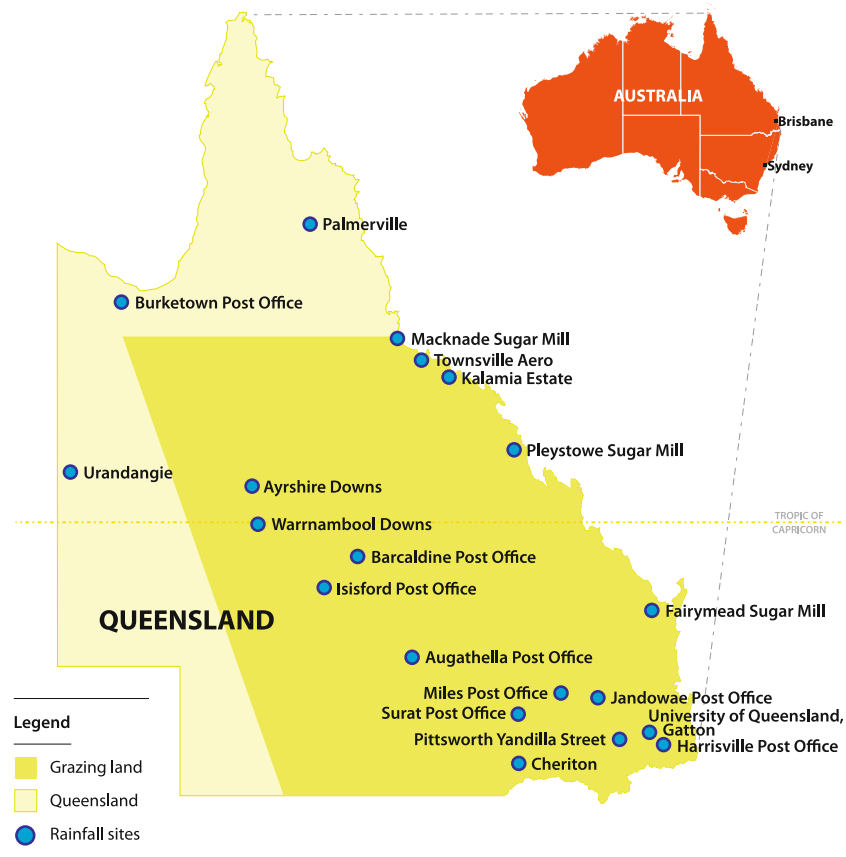 AUSTRALIA
Brisbane
Sydney
Palmerville
Burketown Post Office
Macknade Sugar Mill
Townsville Aero
Kalamia Estate
Pleystowe Sugar Mill
Urandangie
Ayrshire Downs
TROPIC OF
CAPRICORN
Warrnambool Downs
Barcaldine Post Office
Isisford Post Office
QUEENSLAND
Fairymead Sugar Mill
Augathella Post Office
Miles Post Office
Jandowae Post Office
Surat Post Office
University of Queensland,
Gatton
Pittsworth Yandilla Street
Harrisville Post Office
Cheriton
Legend
Grazing land
Queensland
Rainfall sites